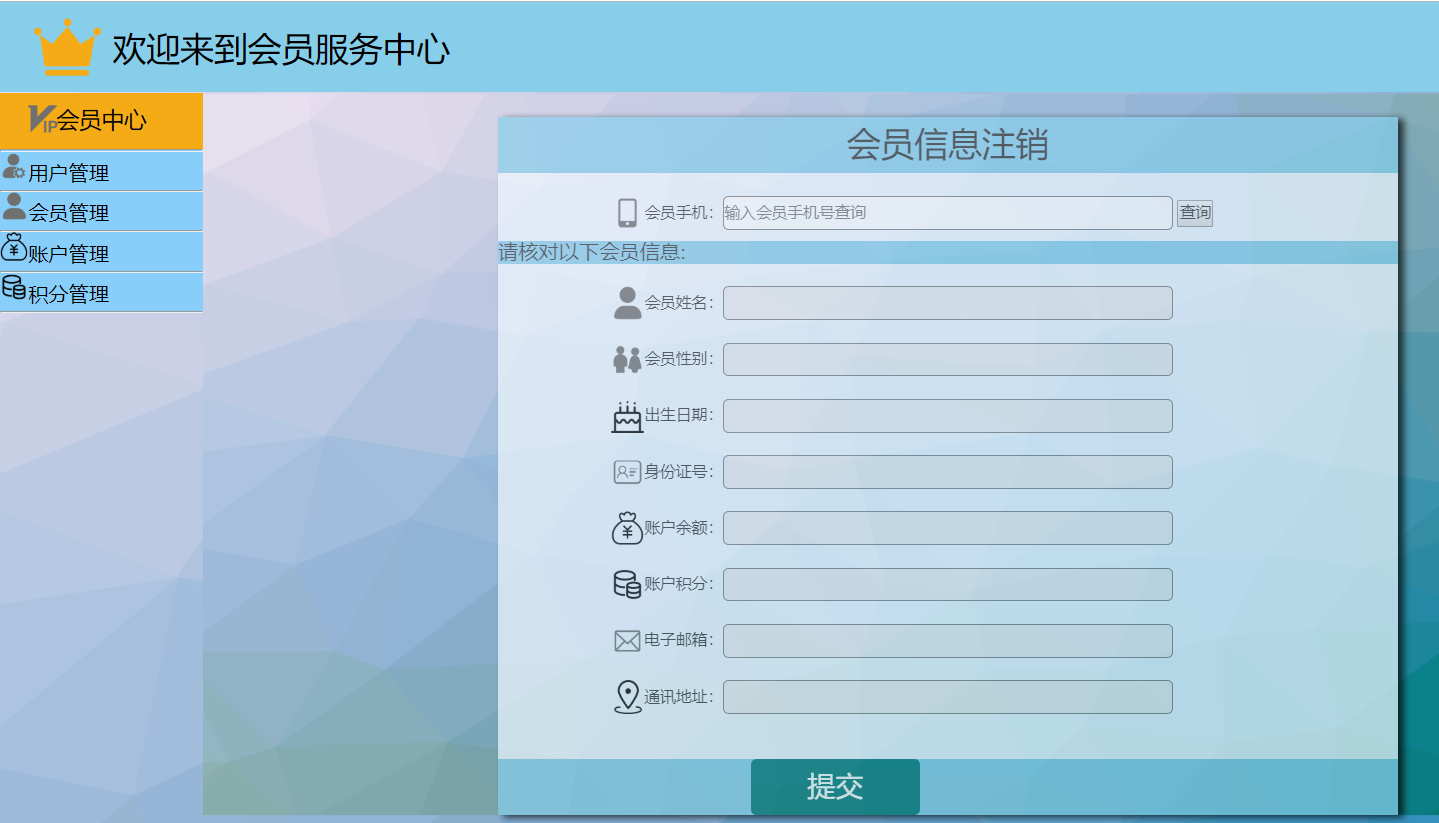 欢迎来到会员服务中心
VIP会员中心
用户管理
会员管理
账户管理
积分管理
会员信息注销
会员手机： 输入会员手机号查询 查询
请核对以下会员信息:
会员姓名：
会员性别：
出生日期：
身份证号：
账户余额：
账户积分：
电子邮箱：
通讯地址：
提交